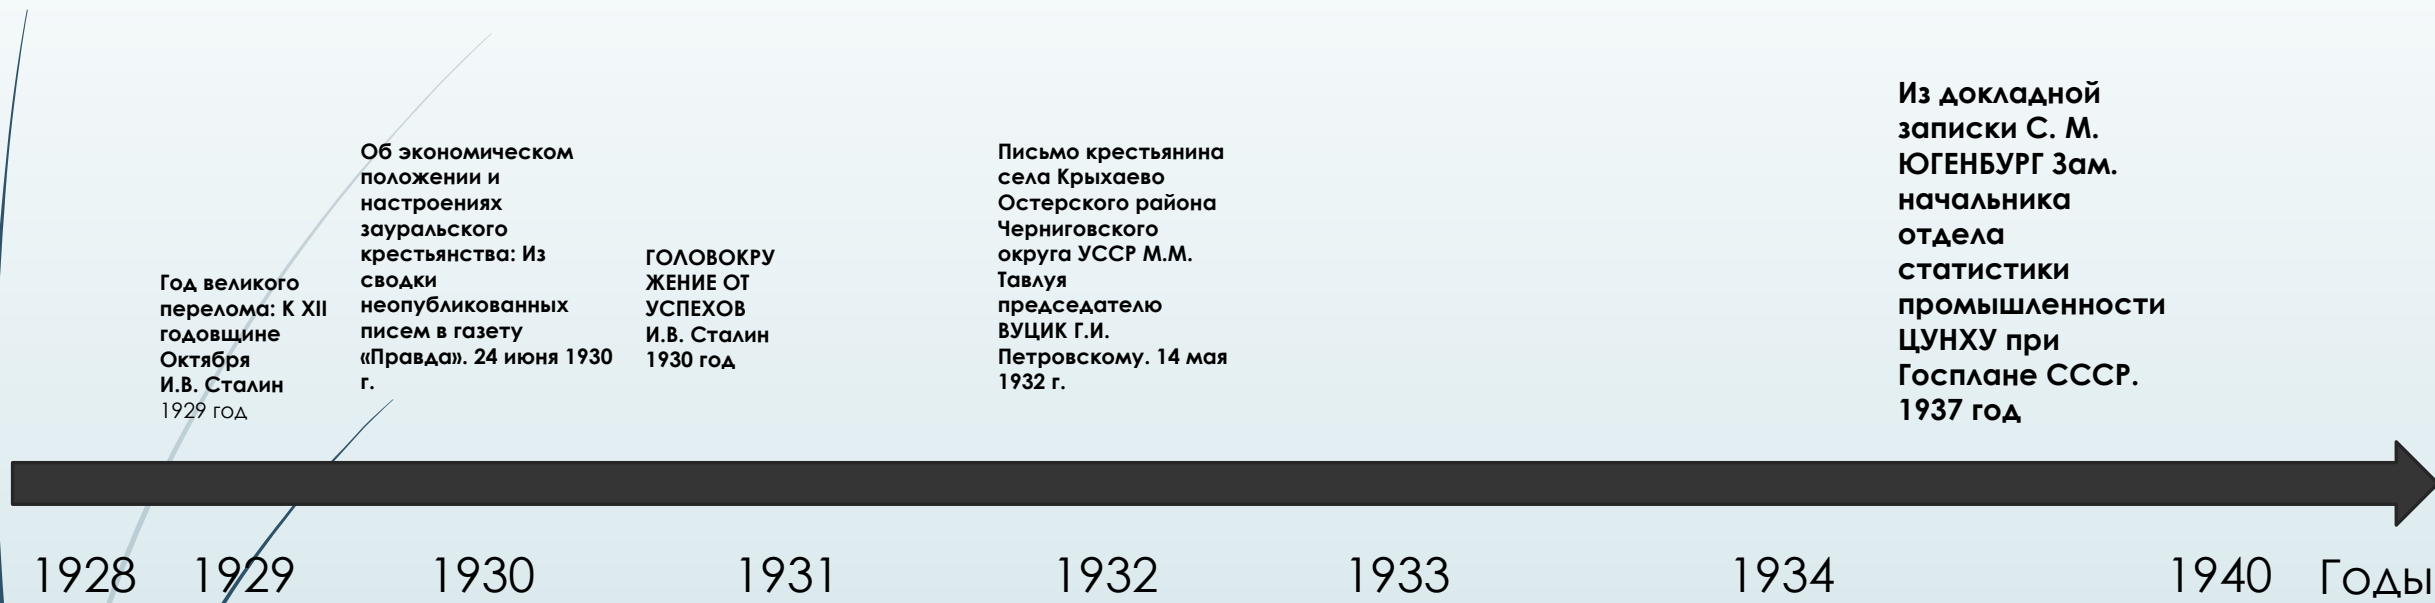 Год великого
перелома: К XII
годовщине
Октября
И.В. Сталин
1929 год
Об экономическом
положении и
настроениях
зауральского
крестьянства: Из
сводки
неопубликованных
писем в газету
«Правда». 24 июня 1930
г.
ГОЛОВОКРУ
ЖЕНИЕ ОТ
УСПЕХОВ
И.В. Сталин
1930 год
Письмо крестьянина
села Крыхаево
Остерского района
Черниговского
округа УССР М.М.
Тавлуя
председателю
ВУЦИК Г.И.
Петровскому. 14 мая
1932 г.
Из докладной
записки С. М.
ЮГЕНБУРГ Зам.
начальника
отдела
статистики
промышленности
ЦУНХУ при
Госплане СССР.
1937 год
1928 1929 1930 1931 1932 1933 1934 1940 Годы